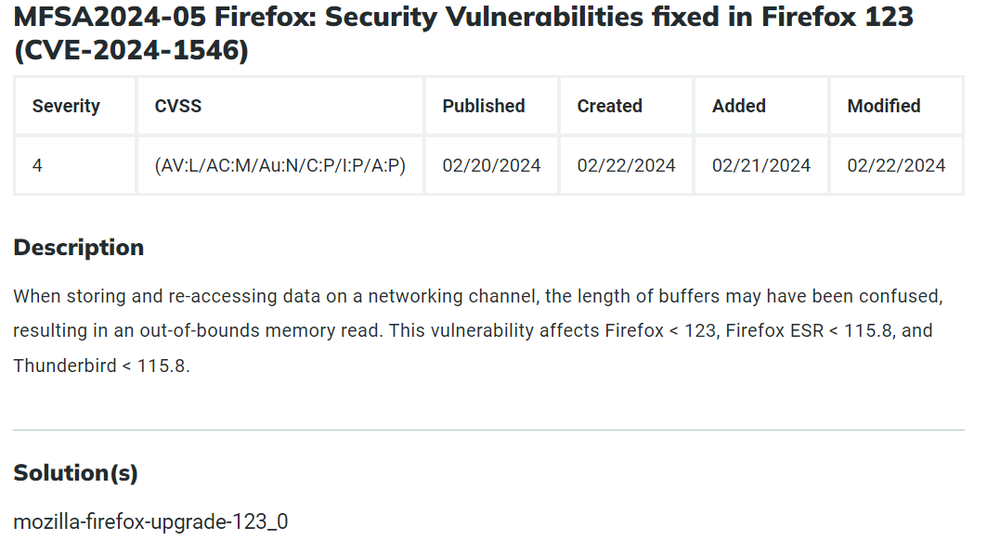 MFSA2024-05 Firefox: Security Vulnerabilities fixed in Firefox 123
(CVE-2024-1546)
Severity CVSS Published Created Added Modified
4 (AV:L/AC:M/Au:N/C:P/I:P/A:P) 02/20/2024 02/22/2024 02/21/2024 02/22/2024
Description
When storing and re-accessing data on a networking channel, the length of buffers may have been confused,
resulting in an out-of-bounds memory read. This vulnerability affects Firefox < 123, Firefox ESR < 115.8, and
Thunderbird < 115.8.
Solution(s)
mozilla-firefox-upgrade-123_0